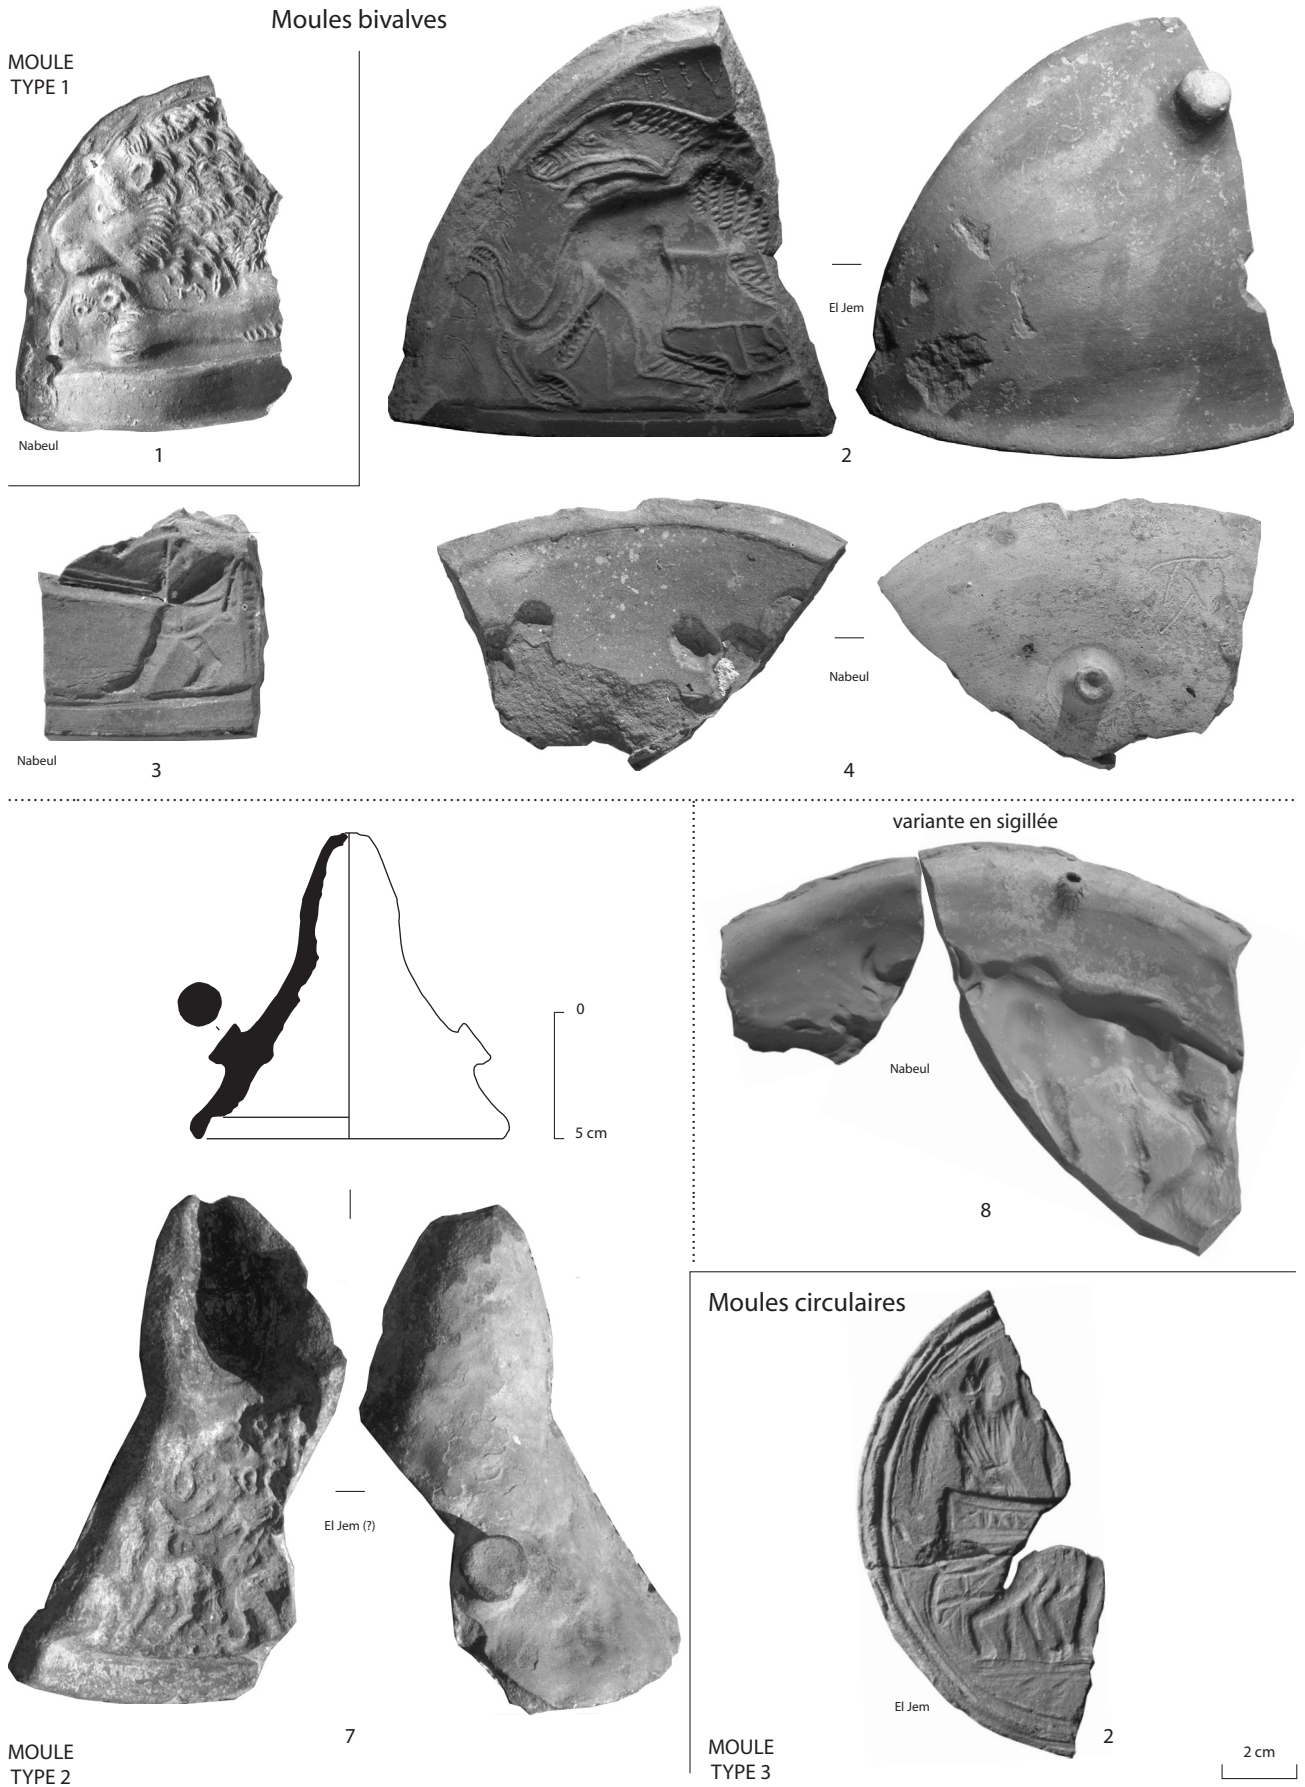 Moules bivalves
MOULE
TYPE 1
Nabeul
1
El Jem
2
Nabeul
3
Nabeul
4
variante en sigillée
0
5 cm
Nabeul
8
El Jem (?)
7
MOULE
TYPE 2
Moules circulaires
El Jem
2
MOULE
TYPE 3
2 cm